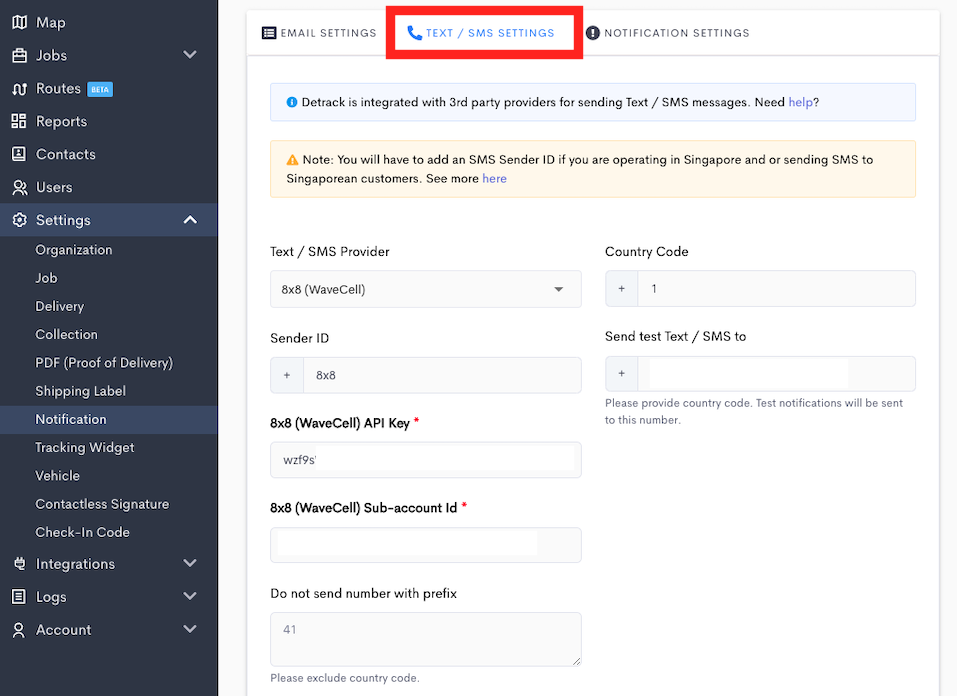 Map
Jobs
Routes BETA
Reports
Contacts
Users
Settings
Organization
Job
Delivery
Collection
PDF (Proof of Delivery)
Shipping Label
Notification
Tracking Widget
Vehicle
Contactless Signature
Check-In Code
Integrations
Logs
Account
EMAIL SETTINGS TEXT / SMS SETTINGS NOTIFICATION SETTINGS
Detrack is integrated with 3rd party providers for sending Text / SMS messages. Need help?
Note: You will have to add an SMS Sender ID if you are operating in Singapore and or sending SMS to
Singaporean customers. See more here
Text / SMS Provider
8x8 (WaveCell)
Sender ID
+ 8x8
8x8 (WaveCell) API Key *
wzf9s'
8x8 (WaveCell) Sub-account Id *
Do not send number with prefix
41
Please exclude country code.
Country Code
+ 1
Send test Text / SMS to
+
Please provide country code. Test notifications will be sent
to this number.